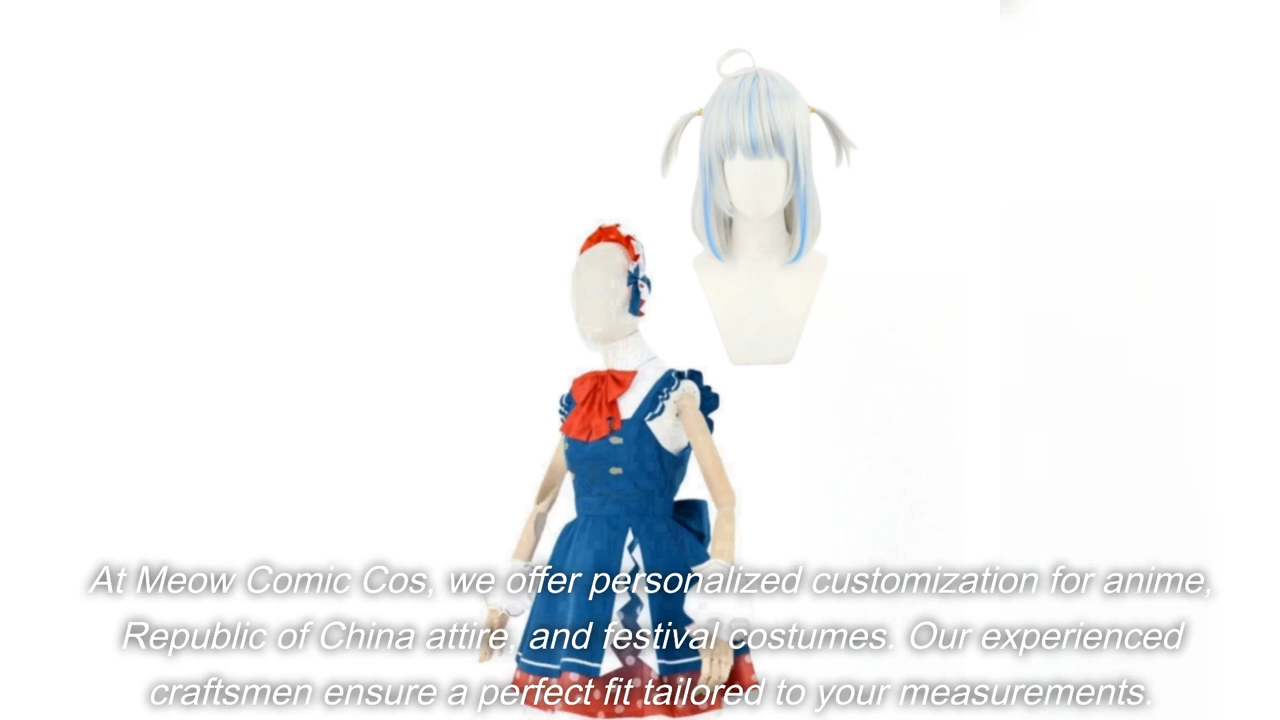 At Meow Comic Cos, we offer personalized customization for anime,
Republic of China attire, and festival costumes. Our experienced
craftsmen ensure a perfect fit tailored to your measurements.